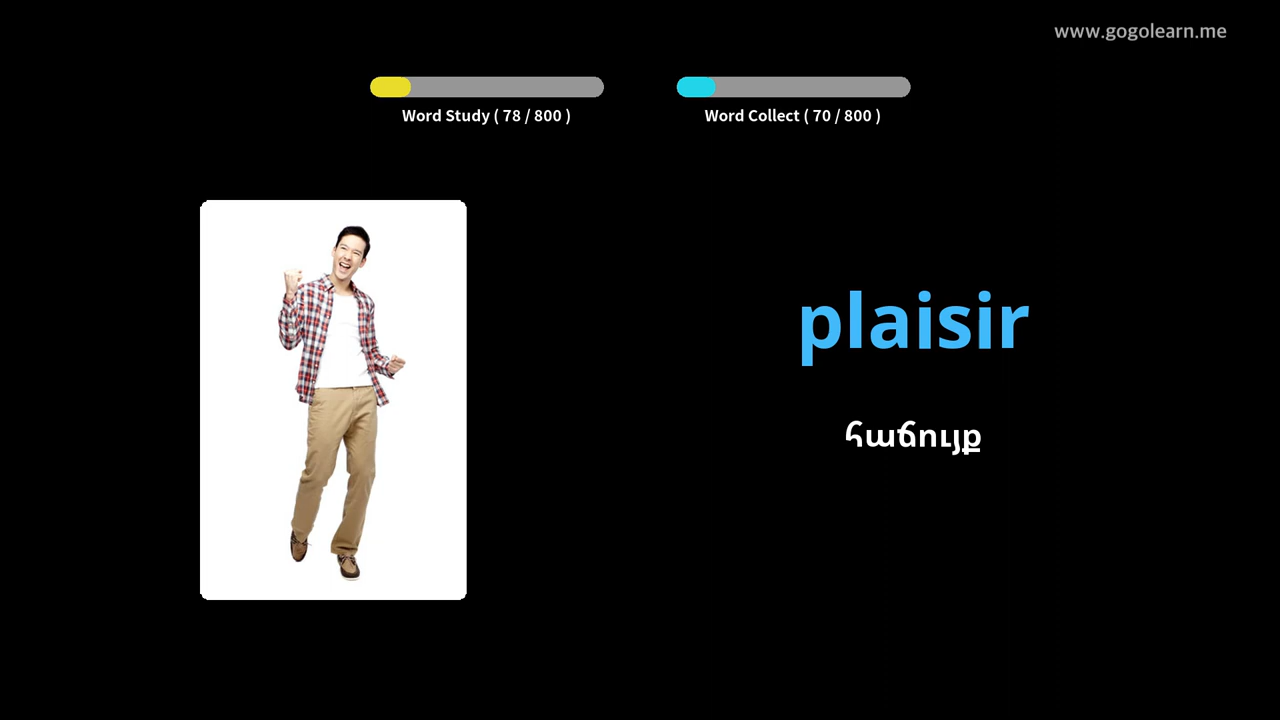 www.gogolearn.me
Word Study ( 78 / 800 )
Word Collect ( 70 / 800 )
plaisir
հաճույք